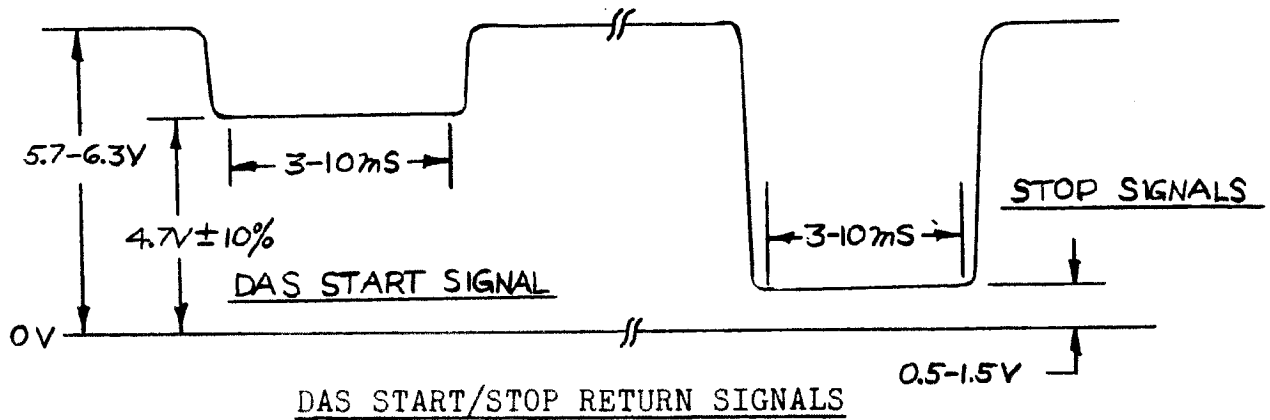 5.7-6.3V
3-10mS
4.7V±10%
DAS START SIGNAL
3-10mS
STOP SIGNALS
0V
0.5-1.5V
DAS START/STOP RETURN SIGNALS